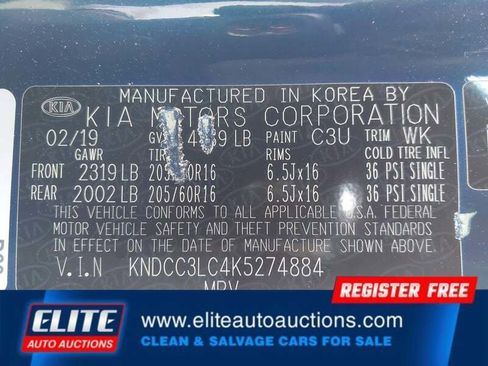 REGISTER FREE!
MANUFACTURED IN KOREA BY
KIA
KIA MOTORS CORPORATION
02/19 LB PAINT C3U TRIM WK
GAWR RIMS COLD TIRE INFL
FRONT 2319 LB 6.5Jx16 36 PSI SINGLE
REAR 2002 LB 205/60R16 6.5Jx16 36 PSI SINGLE
THIS VEHICLE CONFORMS TO ALL APPLICABLE U.S.A. FEDERAL
MOTOR VEHICLE SAFETY AND THEFT PREVENTION STANDARDS
IN EFFECT ON THE DATE OF MANUFACTURE SHOWN ABOVE.
V.I.N KNDCC3LC4K5274884
MPV
ELITE
AUTO AUCTIONS
www.eliteautoauctions.com
CLEAN & SALVAGE CARS FOR SALE